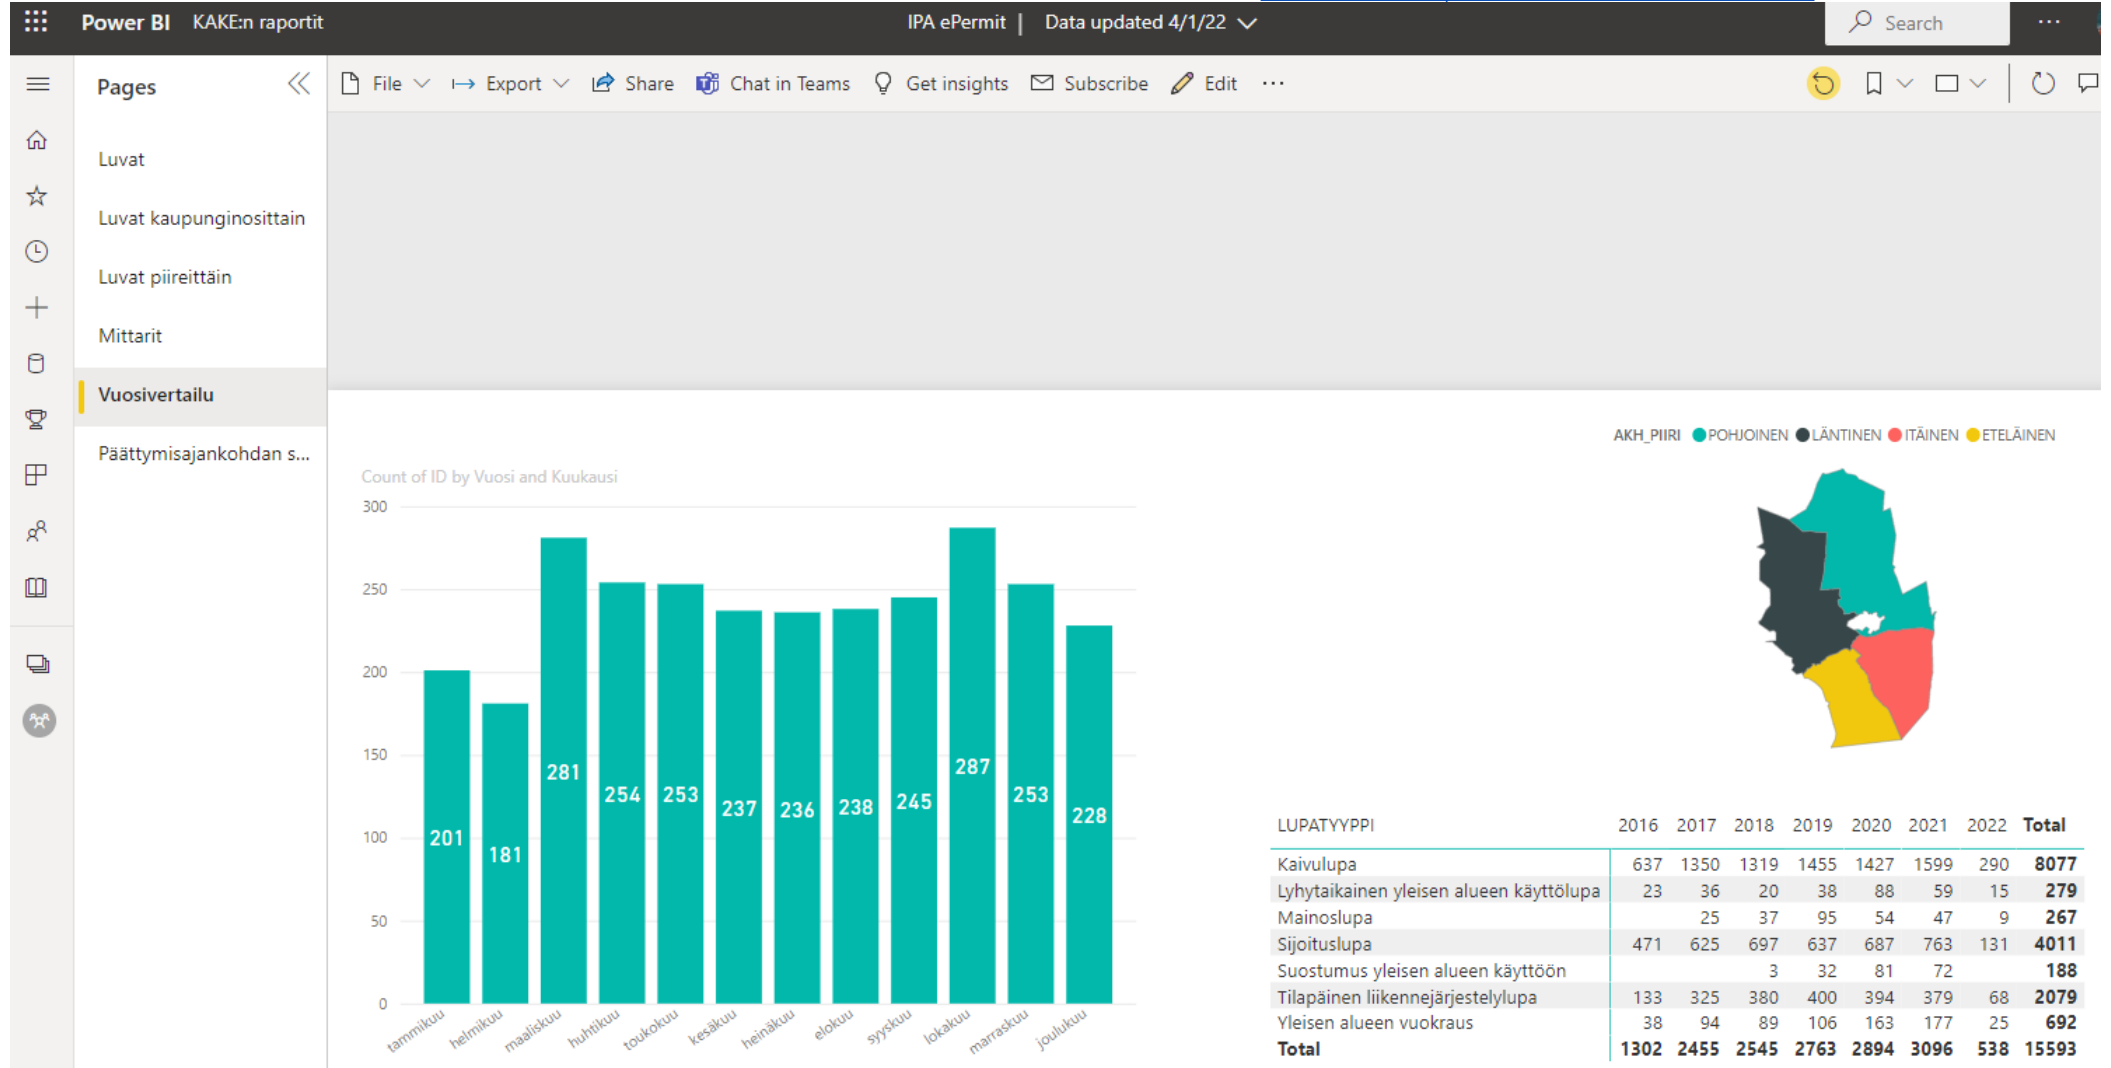 Power BI KAKE:n raportit IPA ePermit | Data updated 4/1/22 Search
Pages
Luvat
Luvat kaupunginosittain
Luvat piireittäin
Mittarit
Vuosivertailu
Päättymisajankohdan s...
File Export Share Chat in Teams Get insights Subscribe Edit ...
Count of ID by Vuosi and Kuukausi
300
250
200
150
100
50
0
201 181 281 254 253 237 236 238 245 287 253 228
tammikuu helmikuu maaliskuu huhtikuu toukokuu kesäkuu heinäkuu elokuu syyskuu lokakuu marraskuu joulukuu
AKH_PIIRI POHJOINEN LÄNTINEN ITÄINEN ETELÄINEN
LUPATYYPPI 2016 2017 2018 2019 2020 2021 2022 Total
Kaivulupa 637 1350 1319 1455 1427 1599 290 8077
Lyhytaikainen yleisen alueen käyttölupa 23 36 20 38 88 59 15 279
Mainoslupa 25 37 95 54 47 9 267
Sijoituslupa 471 625 697 637 687 763 131 4011
Suostumus yleisen alueen käyttöön 3 32 81 72 188
Tilapäinen liikennejärjestelylupa 133 325 380 400 394 379 68 2079
Yleisen alueen vuokraus 38 94 89 106 163 177 25 692
Total 1302 2455 2545 2763 2894 3096 538 15593